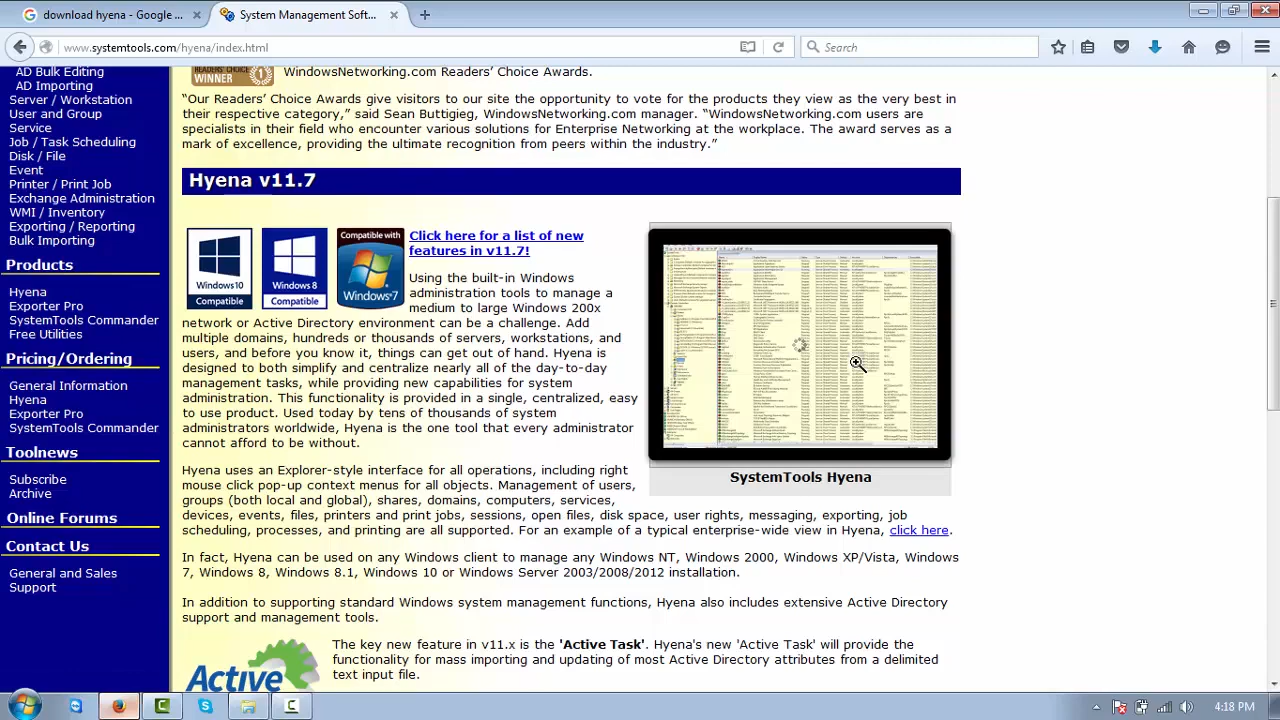 download hyena - Google ...
System Management Soft...
www.systemtools.com/hyena/index.html
Search
AD Bulk Editing
AD Importing
Server / Workstation
User and Group
Service
Job / Task Scheduling
Disk / File
Event
Printer / Print Job
Exchange Administration
WMI / Inventory
Exporting / Reporting
Bulk Importing
Products
Hyena
Exporter Pro
SystemTools Commander
Free Utilities
Pricing/Ordering
General Information
Hyena
Exporter Pro
SystemTools Commander
Toolnews
Subscribe
Archive
Online Forums
Contact Us
General and Sales
Support
READERS' CHOICE
WINNER
WindowsNetworking.com Readers’ Choice Awards.
“Our Readers’ Choice Awards give visitors to our site the opportunity to vote for the products they view as the very best in
their respective category,” said Sean Buttigieg, WindowsNetworking.com manager. “WindowsNetworking.com users are
specialists in their field who encounter various solutions for Enterprise Networking at the workplace. The award serves as a
mark of excellence, providing the ultimate recognition from peers within the industry.”
Hyena v11.7
Windows 10
Compatible
Windows 8
Compatible
Compatible with
Windows 7
Click here for a list of new
features in v11.7!
Using the built-in Windows
administration tools to manage a
medium to large Windows 200x
network or Active Directory environment can be a challenge. Add
multiple domains, hundreds or thousands of servers, workstations, and
users, and before you know it, things can get out of hand. Hyena is
designed to both simplify and centralize nearly all of the day-to-day
management tasks, while providing new capabilities for system
administration. This functionality is provided in a single, centralized, easy
to use product. Used today by tens of thousands of system
administrators worldwide, Hyena is the one tool that every administrator
cannot afford to be without.
SystemTools Hyena
Hyena uses an Explorer-style interface for all operations, including right
mouse click pop-up context menus for all objects. Management of users,
groups (both local and global), shares, domains, computers, services,
devices, events, files, printers and print jobs, sessions, open files, disk space, user rights, messaging, exporting, job
scheduling, processes, and printing are all supported. For an example of a typical enterprise-wide view in Hyena, click here.
In fact, Hyena can be used on any Windows client to manage any Windows NT, Windows 2000, Windows XP/Vista, Windows
7, Windows 8, Windows 8.1, Windows 10 or Windows Server 2003/2008/2012 installation.
In addition to supporting standard Windows system management functions, Hyena also includes extensive Active Directory
support and management tools.
Active
The key new feature in v11.x is the 'Active Task'. Hyena's new 'Active Task' will provide the
functionality for mass importing and updating of most Active Directory attributes from a delimited
text input file.
4:18 PM